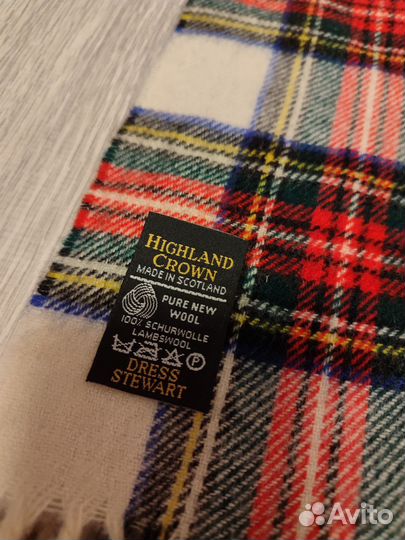 HIGHLAND
CROWN
MADE IN SCOTLAND
PURE NEW
WOOL
100% SCHURWOLLE
LAMBSWOOL
P
DRESS
STEWART
Avito